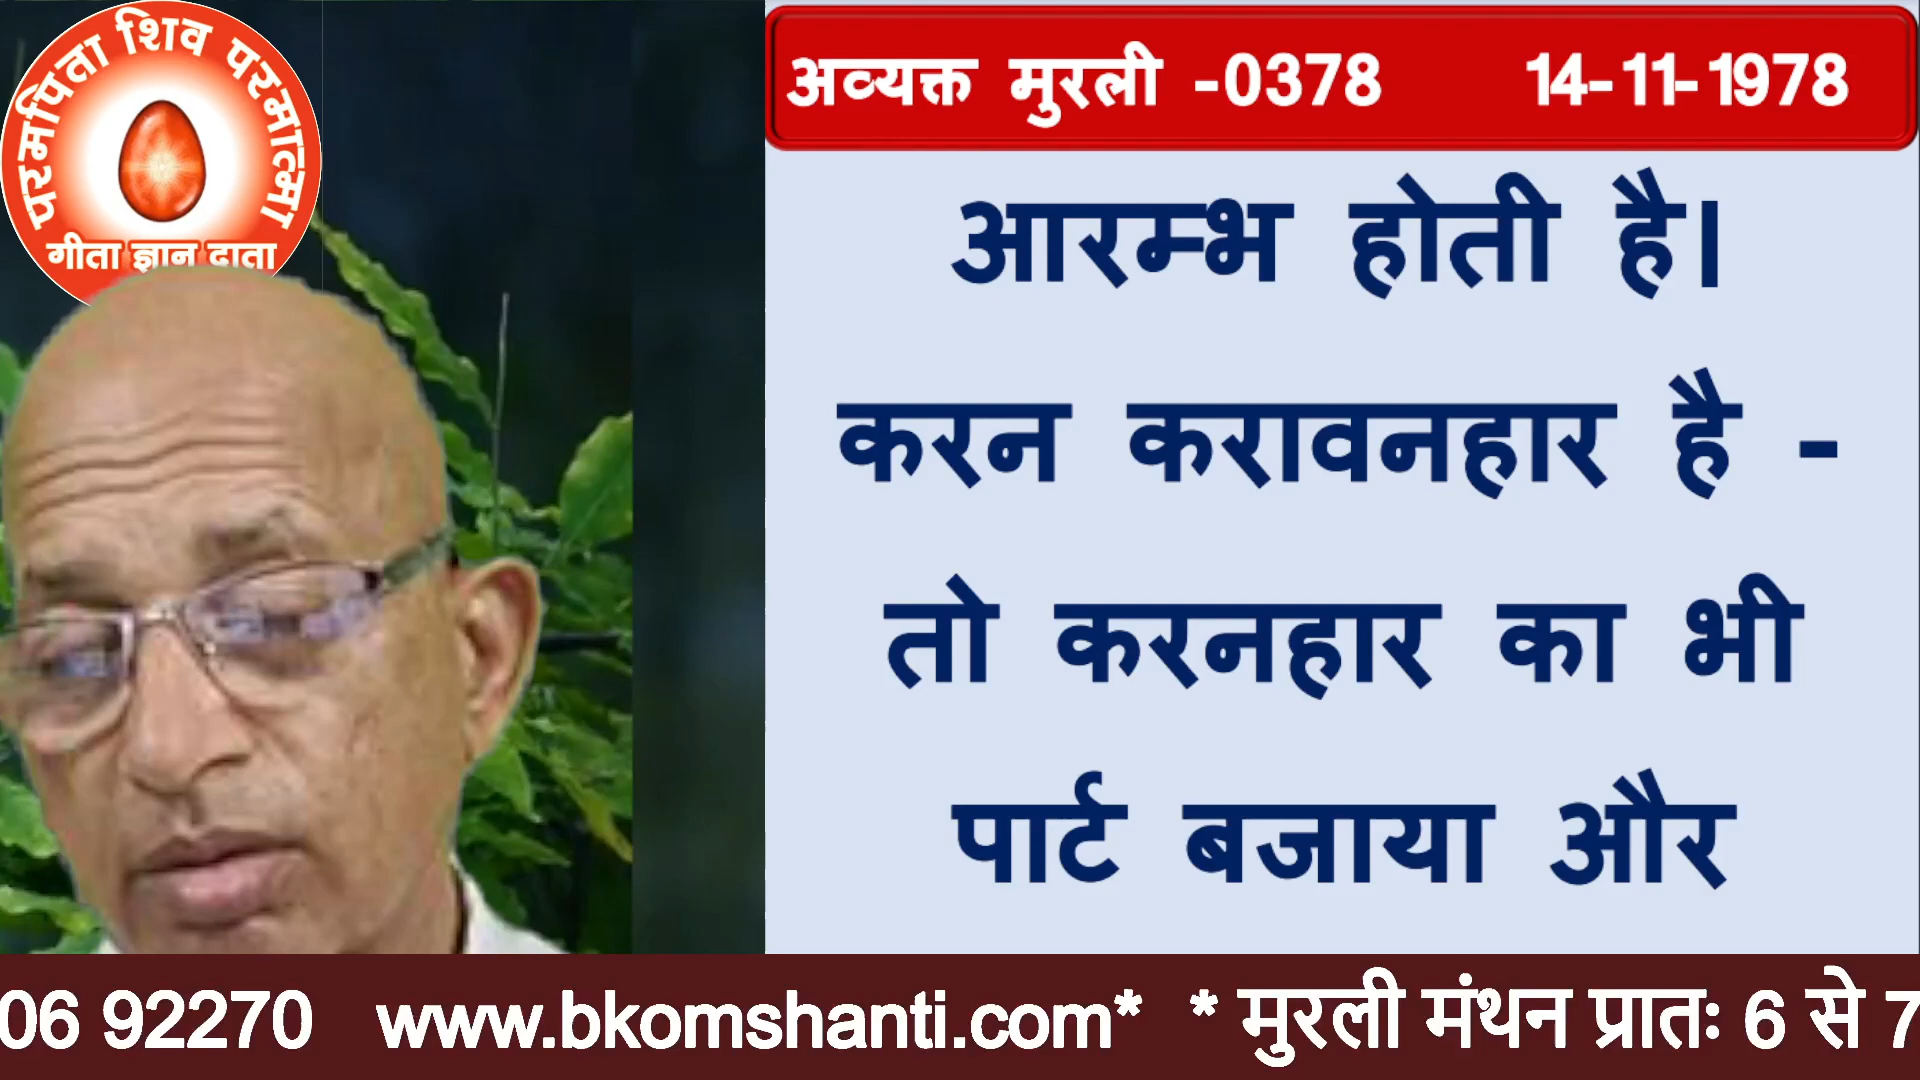 परमपिता शिव परमात्मा
गीता ज्ञान दाता
अव्यक्त मुरली -0378 14-11-1978
आरम्भ होती है।
करन करावनहार है -
तो करनहार का भी
पार्ट बजाया और
06 92270 www.bkomshanti.com* * मुरली मंथन प्रातः 6 से 7